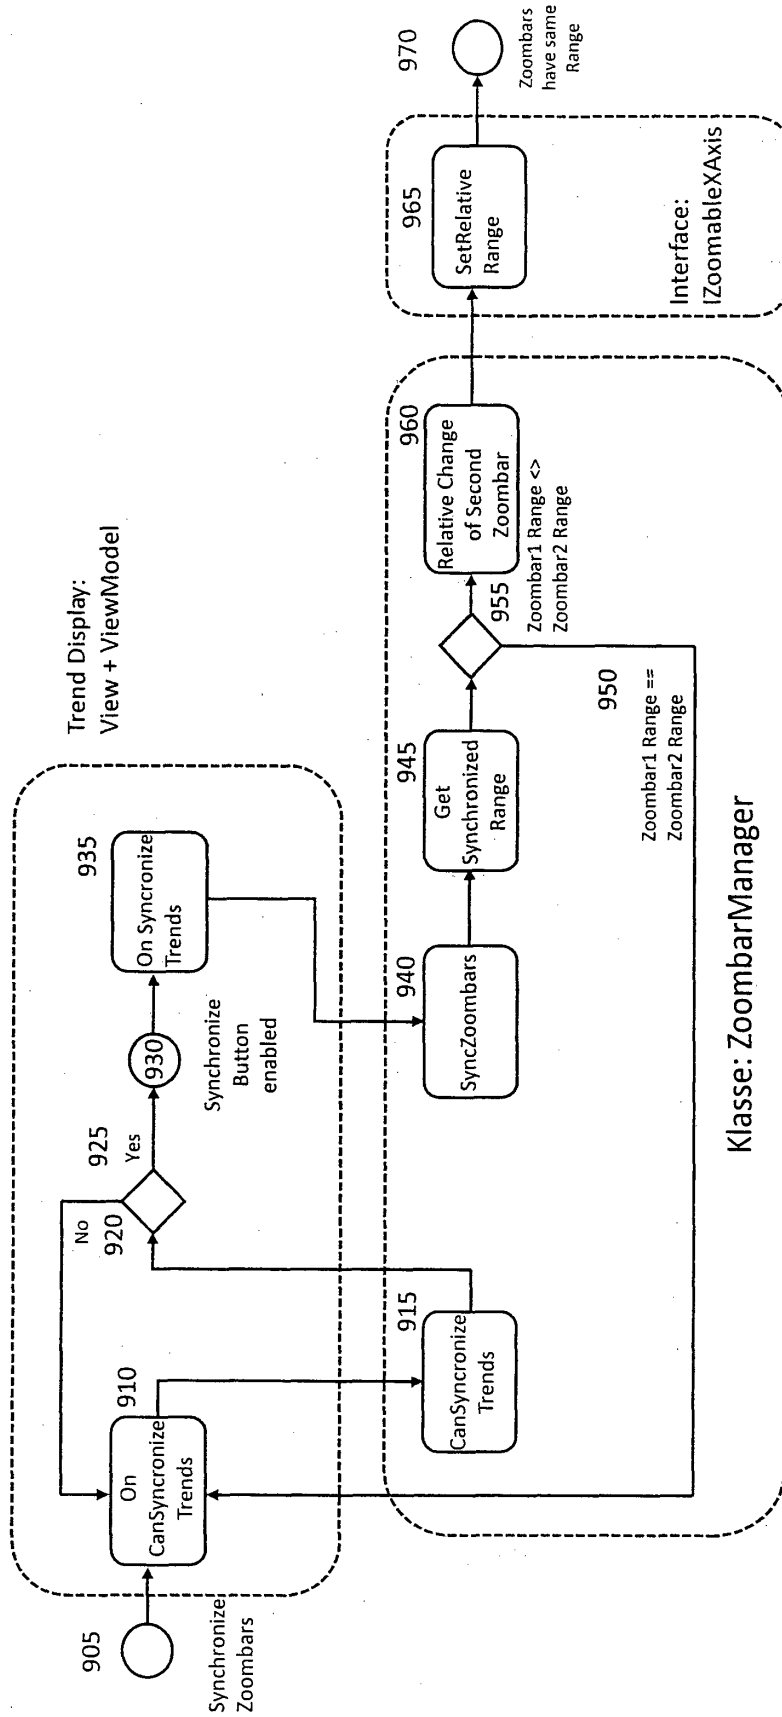 Trend Display:
View + ViewModel
905
Synchronize
Zoombars
910
On
CanSyncronize
Trends
915
CanSyncronize
Trends
No
920
925
Yes
930
Synchronize
Button
enabled
935
On Syncronize
Trends
940
SyncZoombars
945
Get
Synchronized
Range
950
Zoombar1 Range ==
Zoombar2 Range
955
Zoombar1 Range <>
Zoombar2 Range
960
Relative Change
of Second
Zoombar
Klasse: ZoombarManager
965
SetRelative
Range
Interface:
IZoomableXAxis
970
Zoombars
have same
Range